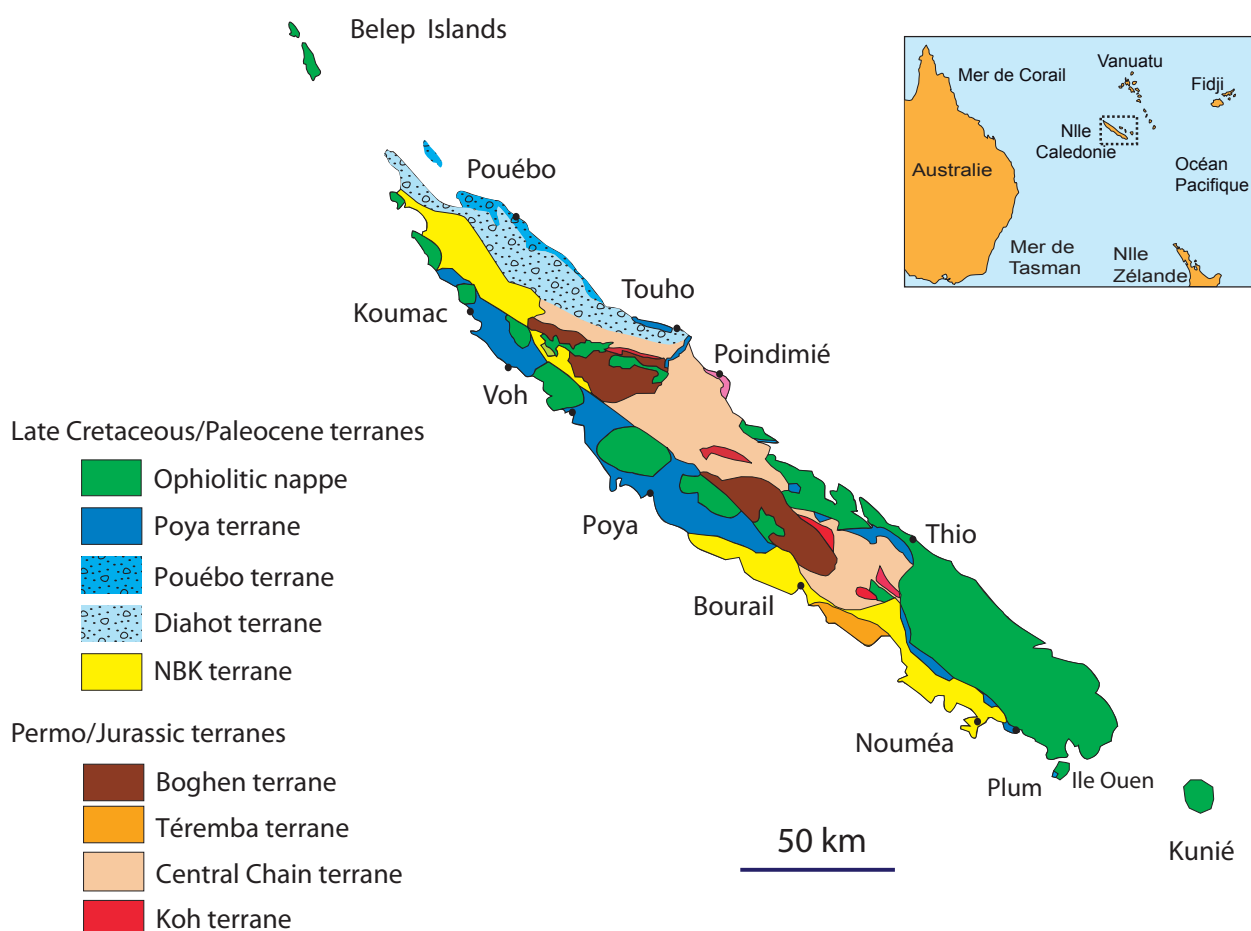 Belep Islands
Pouébo
Touho
Koumac
Poindimié
Voh
Poya
Thio
Bourail
Nouméa
Plum
Ile Ouen
Kunié
50 km
Late Cretaceous/Paleocene terranes
Ophiolitic nappe
Poya terrane
Pouébo terrane
Diahot terrane
NBK terrane
Permo/Jurassic terranes
Boghen terrane
Téremba terrane
Central Chain terrane
Koh terrane
Mer de Corail
Vanuatu
Fidji
Nlle
Caledonie
Australie
Océan
Pacifique
Mer de
Tasman
Nlle
Zélande